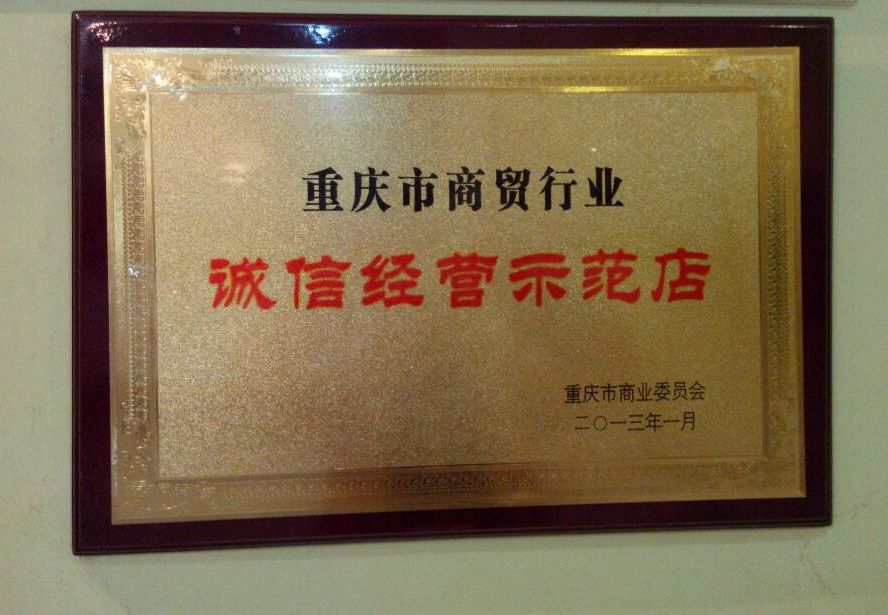 重庆市商贸行业
诚信经营示范店
重庆市商业委员会
二〇一三年一月